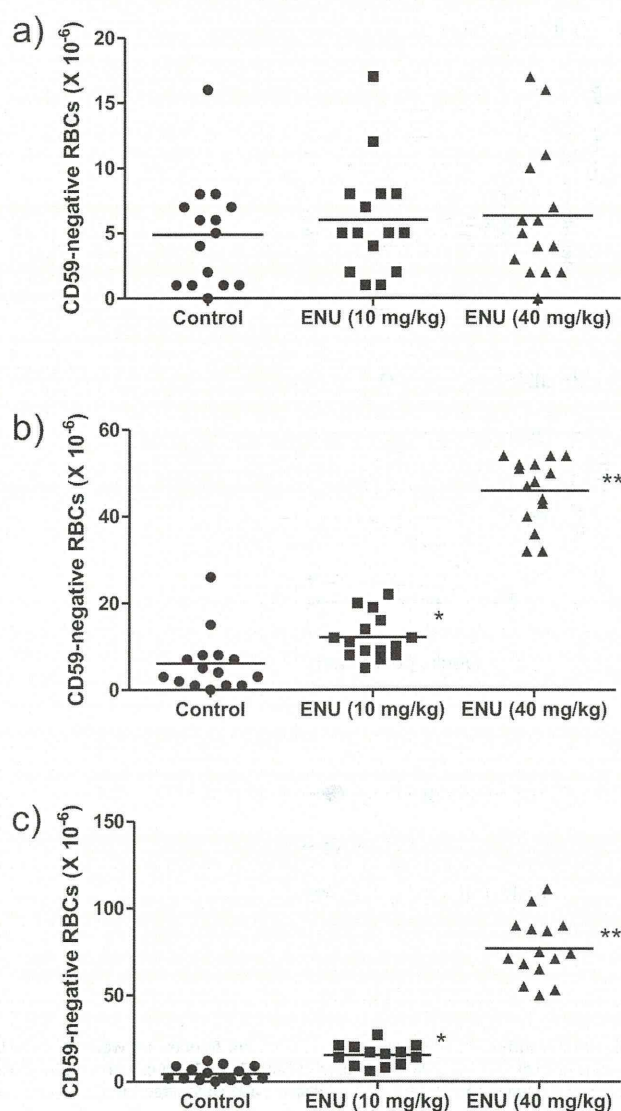 a)
CD59-negative RBCs (X 10⁻⁶)
20
15
10
5
0
Control
ENU (10 mg/kg)
ENU (40 mg/kg)
b)
CD59-negative RBCs (X 10⁻⁶)
60
40
20
0
**
*
Control
ENU (10 mg/kg)
ENU (40 mg/kg)
c)
CD59-negative RBCs (X 10⁻⁶)
150
100
50
0
**
*
Control
ENU (10 mg/kg)
ENU (40 mg/kg)